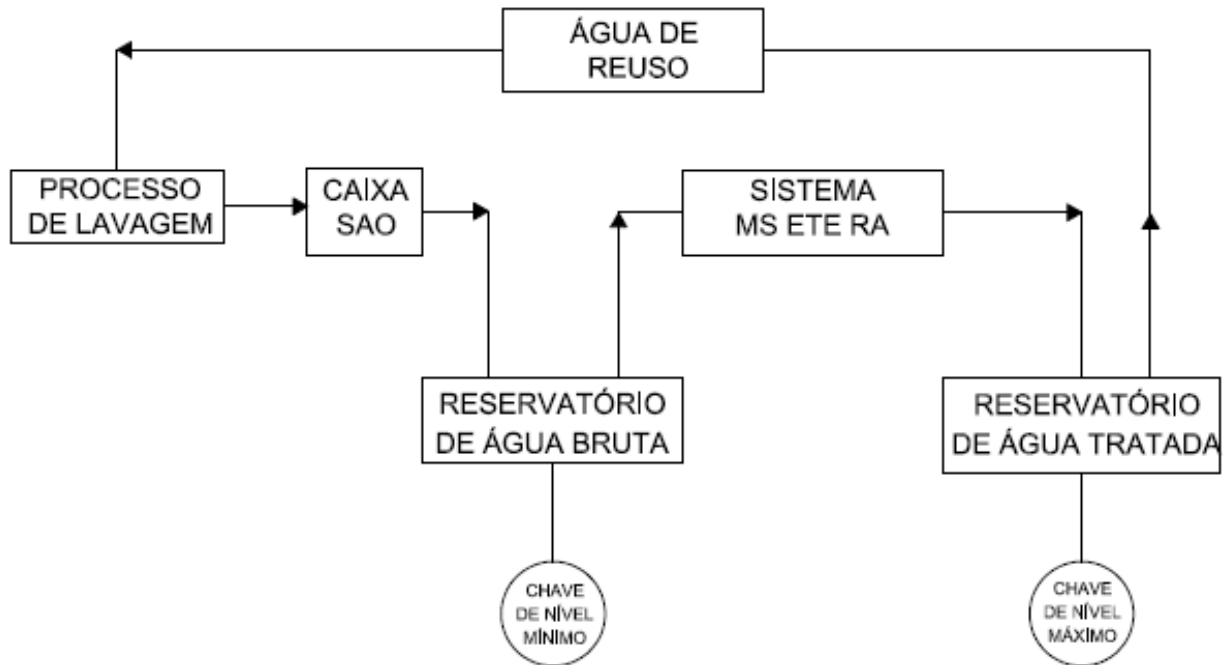 ÁGUA DE
REUSO
PROCESSO
DE LAVAGEM
CAIXA
SAO
SISTEMA
MS ETE RA
RESERVATÓRIO
DE ÁGUA BRUTA
RESERVATÓRIO
DE ÁGUA TRATADA
CHAVE
DE NÍVEL
MÍNIMO
CHAVE
DE NÍVEL
MÁXIMO